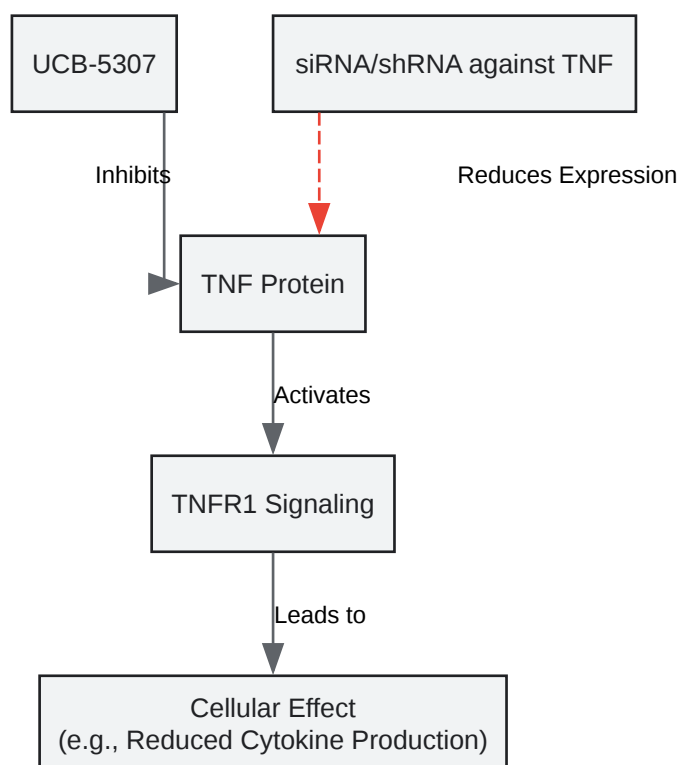 UCB-5307
siRNA/shRNA against TNF
Inhibits
Reduces Expression
TNF Protein
Activates
TNFR1 Signaling
Leads to
Cellular Effect
(e.g., Reduced Cytokine Production)